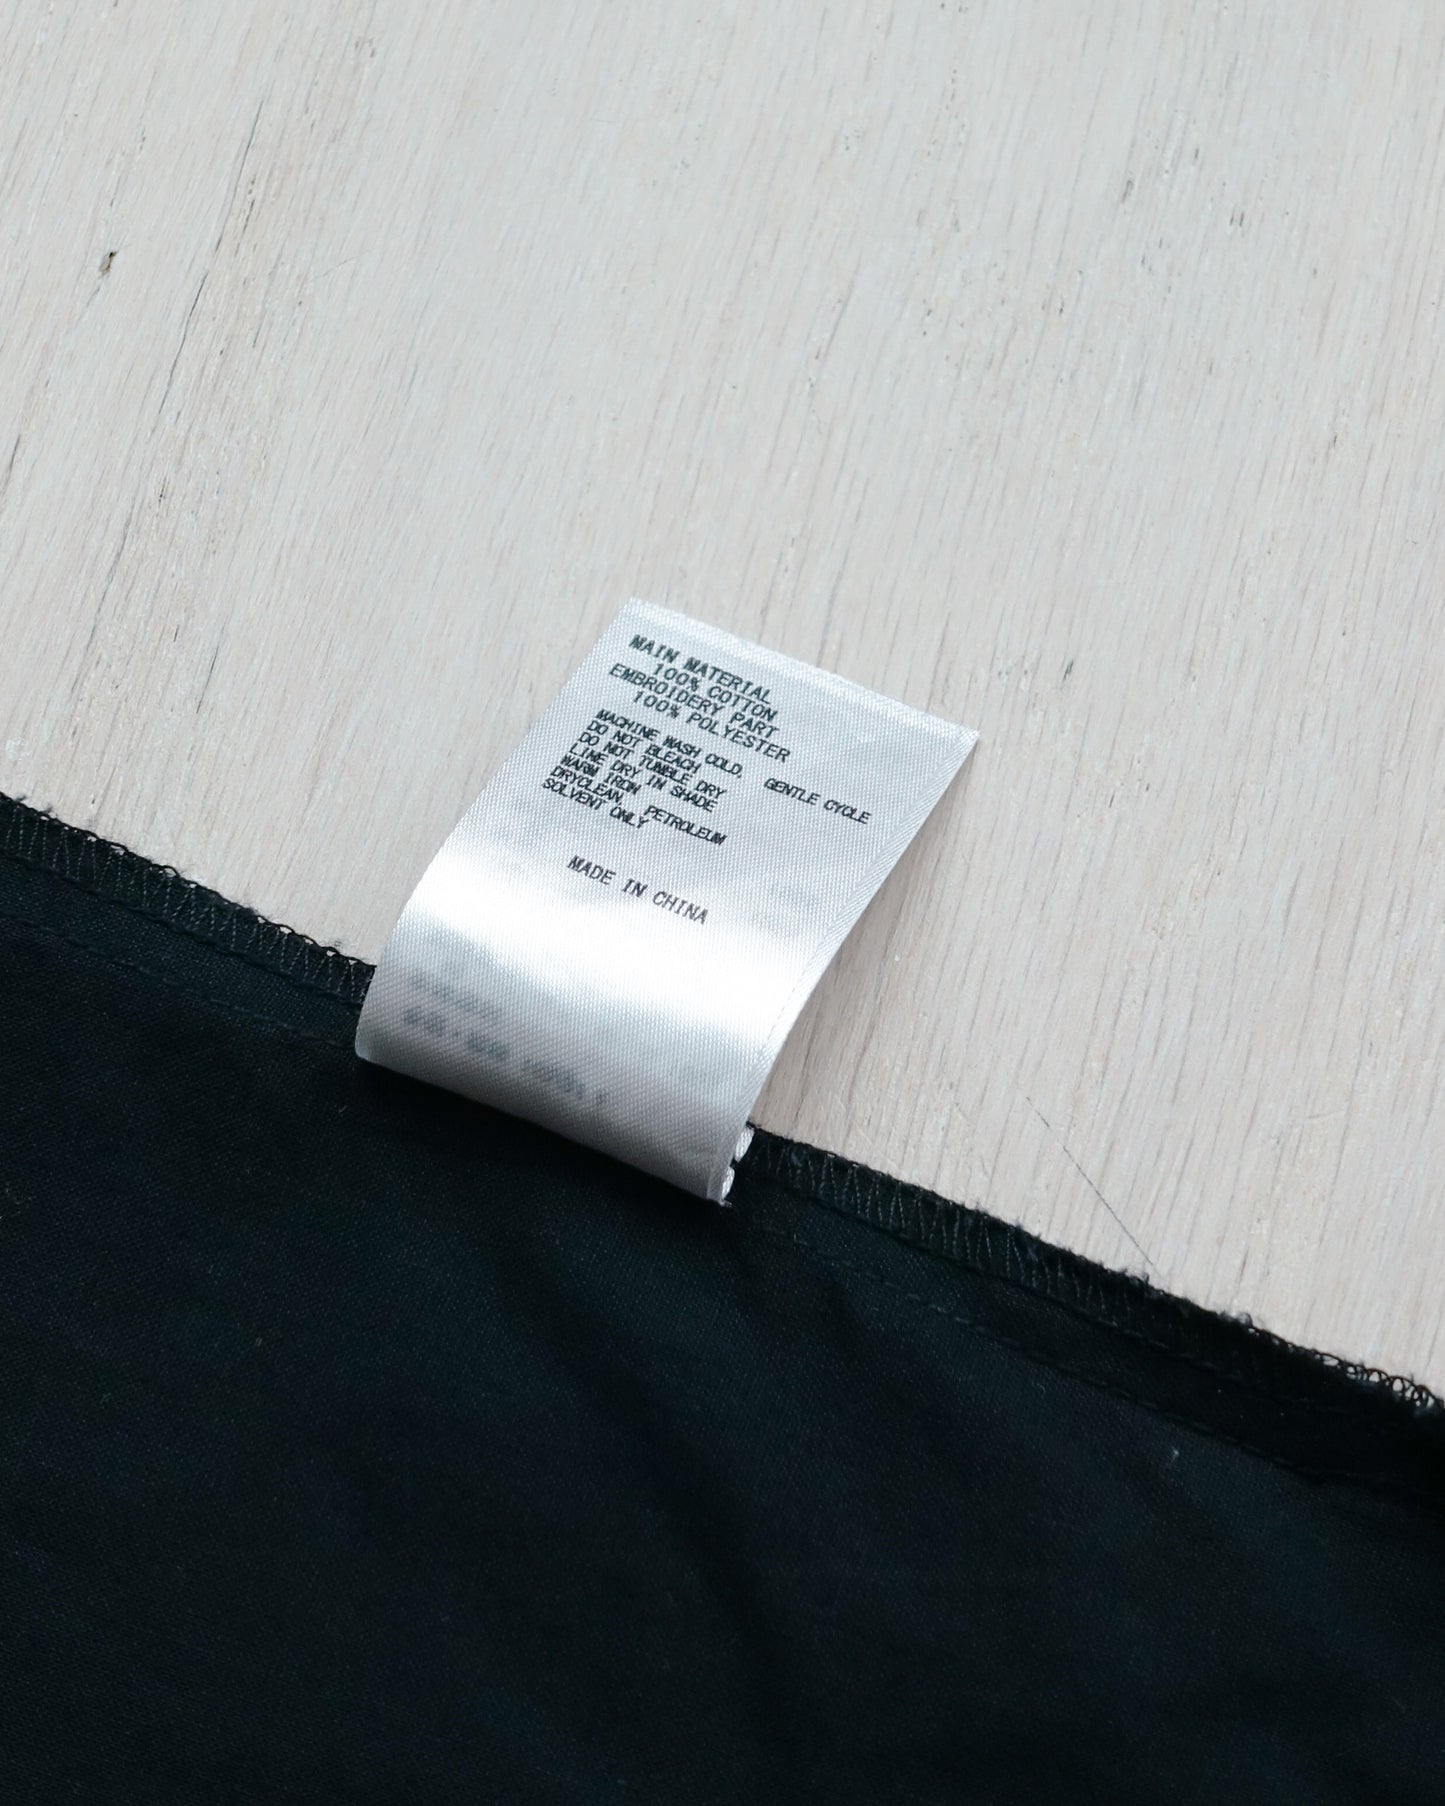 MAIN MATERIAL
100% COTTON
EMBROIDERY PART
100% POLYESTER
MACHINE WASH COLD, GENTLE CYCLE
DO NOT BLEACH
DO NOT TUMBLE DRY
LINE DRY IN SHADE
WARM IRON
DRYCLEAN, PETROLEUM
SOLVENT ONLY
MADE IN CHINA